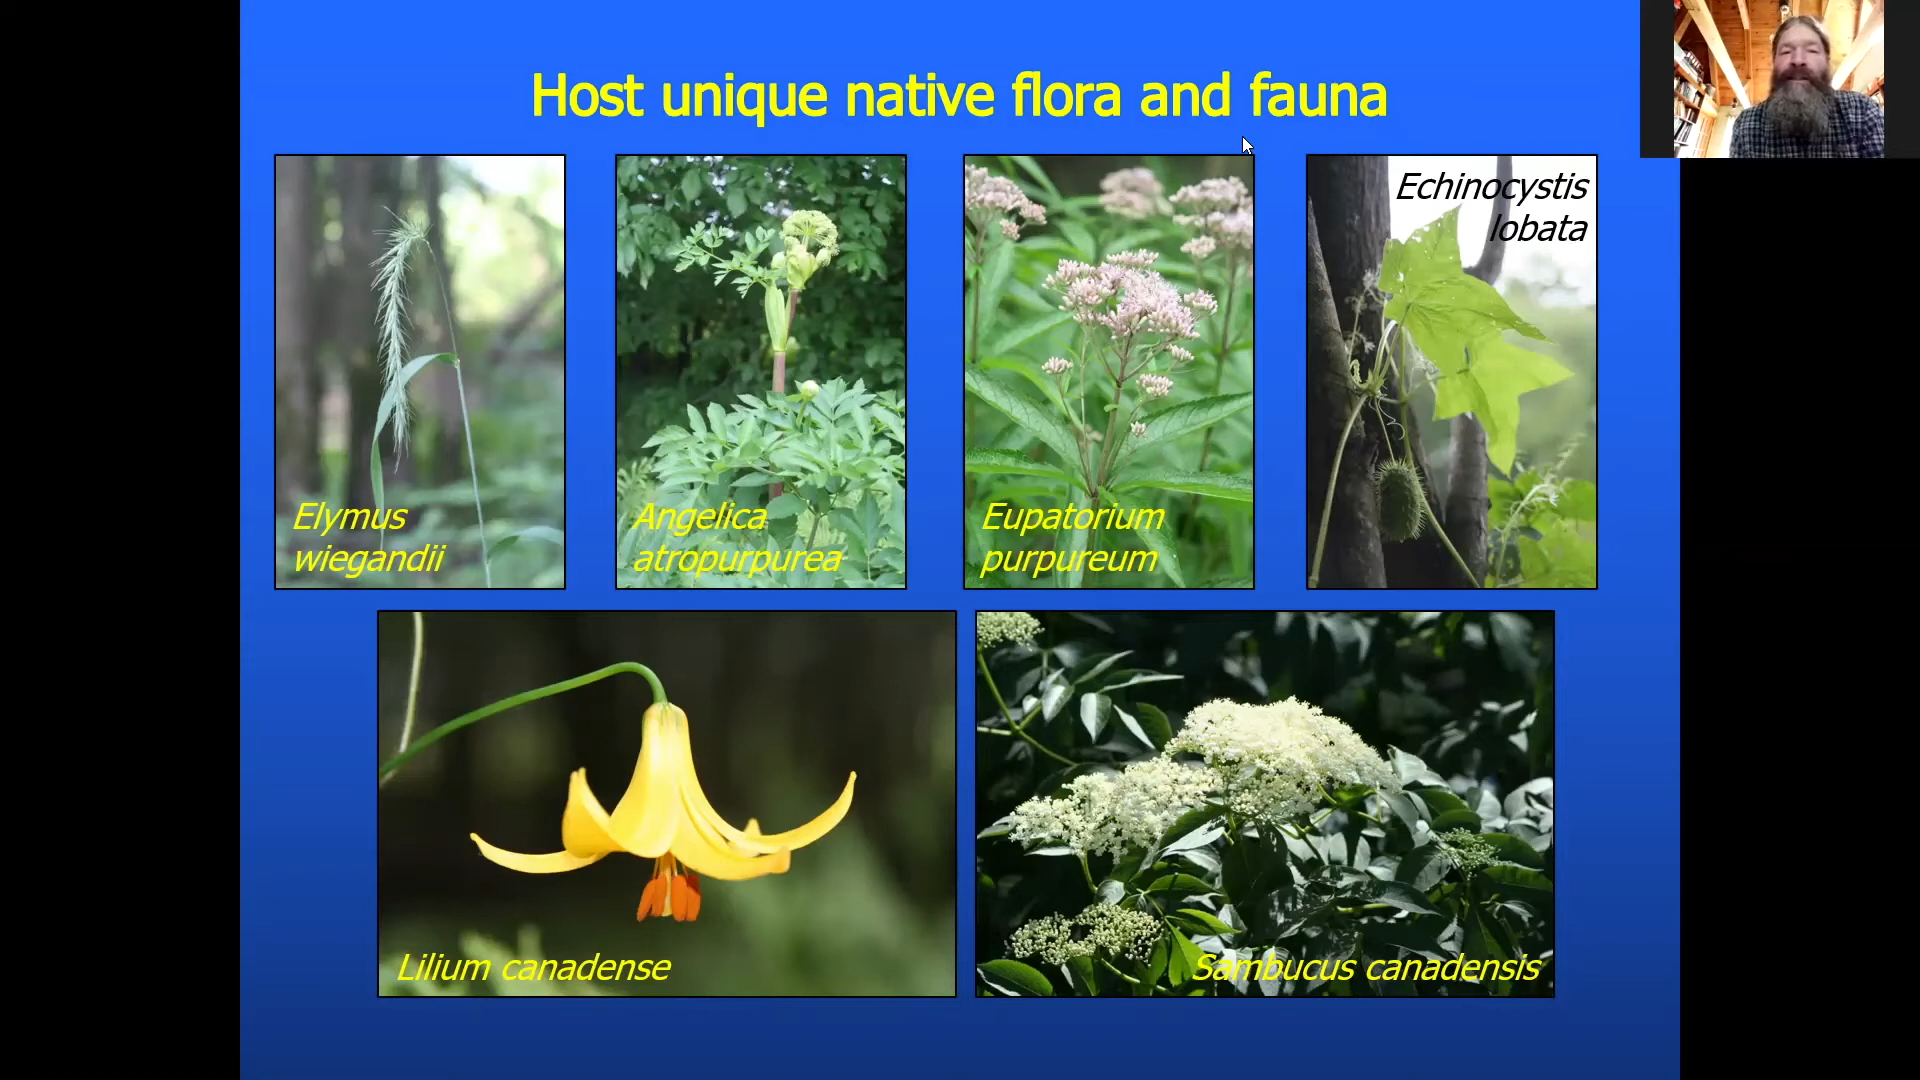 Host unique native flora and fauna
Elymus
wiegandii
Angelica
atropurpurea
Eupatorium
purpureum
Echinocystis
lobata
Lilium canadense
Sambucus canadensis